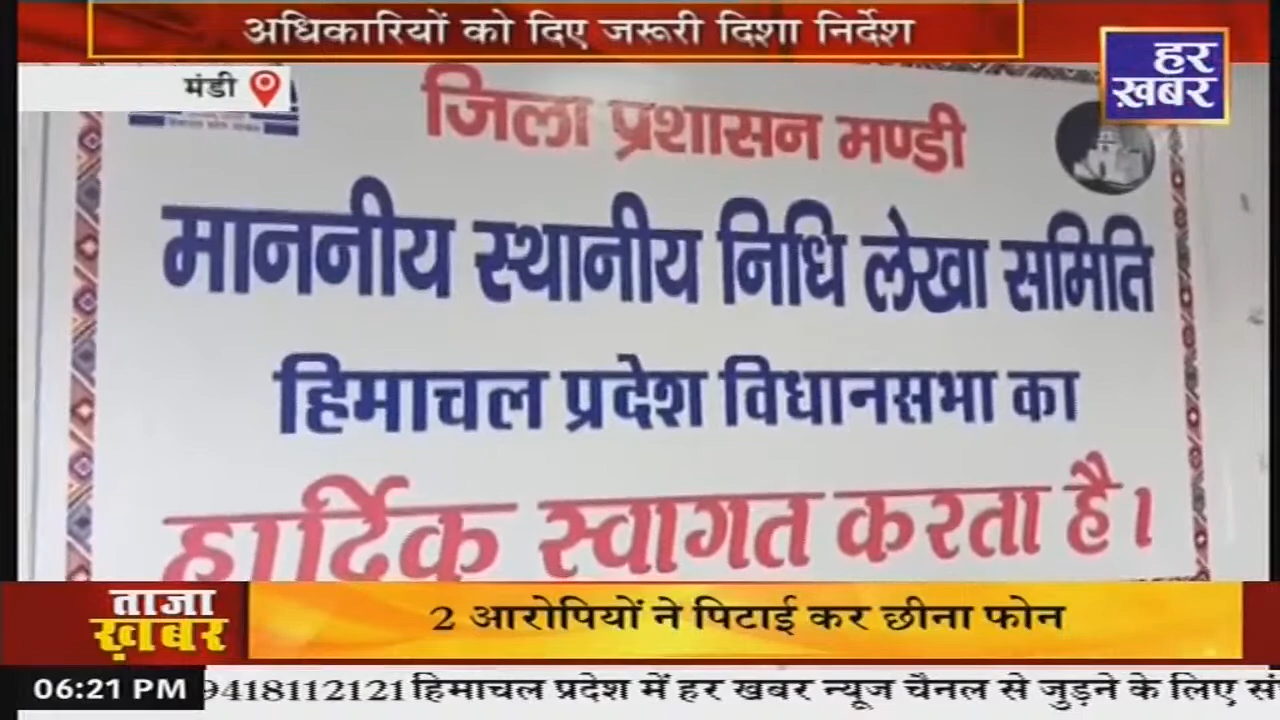 अधिकारियों को दिए जरूरी दिशा निर्देश
हर
ख़बर
मंडी
जिला प्रशासन मण्डी
माननीय स्थानीय निधि लेखा समिति
हिमाचल प्रदेश विधानसभा का
हार्दिक स्वागत करता है।
ताजा
ख़बर
2 आरोपियों ने पिटाई कर छीना फोन
06:21 PM
9418112121 हिमाचल प्रदेश में हर खबर न्यूज चैनल से जुड़ने के लिए सं